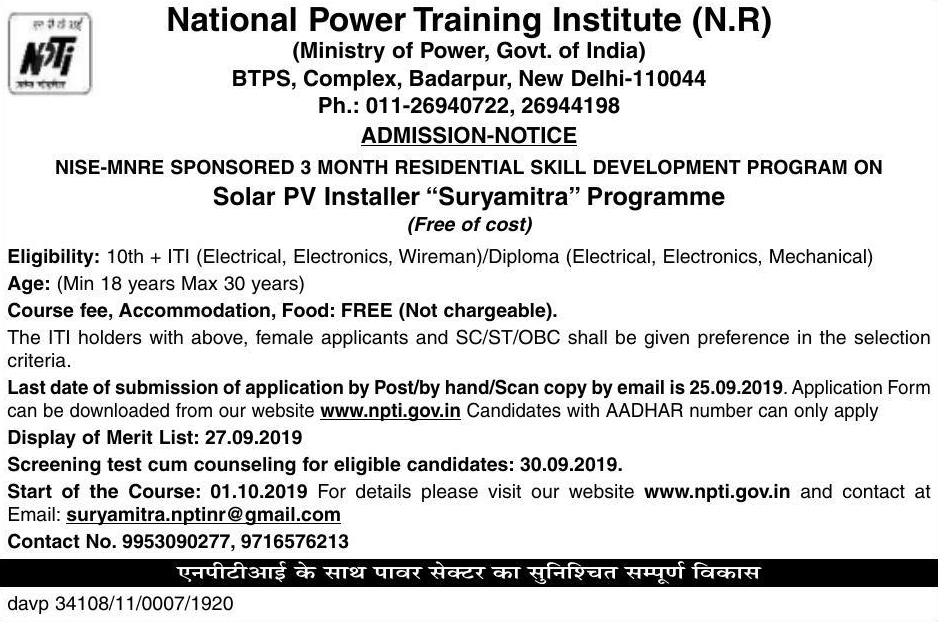 एन पी टी आई
NPTi
National Power Training Institute (N.R)
(Ministry of Power, Govt. of India)
BTPS, Complex, Badarpur, New Delhi-110044
Ph.: 011-26940722, 26944198
ADMISSION-NOTICE
NISE-MNRE SPONSORED 3 MONTH RESIDENTIAL SKILL DEVELOPMENT PROGRAM ON
Solar PV Installer “Suryamitra” Programme
(Free of cost)
Eligibility: 10th + ITI (Electrical, Electronics, Wireman)/Diploma (Electrical, Electronics, Mechanical)
Age: (Min 18 years Max 30 years)
Course fee, Accommodation, Food: FREE (Not chargeable).
The ITI holders with above, female applicants and SC/ST/OBC shall be given preference in the selection
criteria.
Last date of submission of application by Post/by hand/Scan copy by email is 25.09.2019. Application Form
can be downloaded from our website www.npti.gov.in Candidates with AADHAR number can only apply
Display of Merit List: 27.09.2019
Screening test cum counseling for eligible candidates: 30.09.2019.
Start of the Course: 01.10.2019 For details please visit our website www.npti.gov.in and contact at
Email: suryamitra.nptinr@gmail.com
Contact No. 9953090277, 9716576213
एनपीटीआई के साथ पावर सेक्टर का सुनिश्चित सम्पूर्ण विकास
davp 34108/11/0007/1920